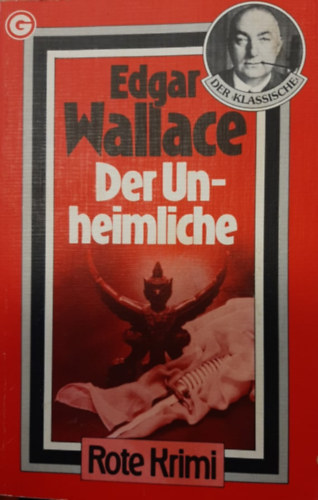 G
DER ‹KLASSISCHE›
Edgar
Wallace
Der Un-
heimliche
Rote Krimi